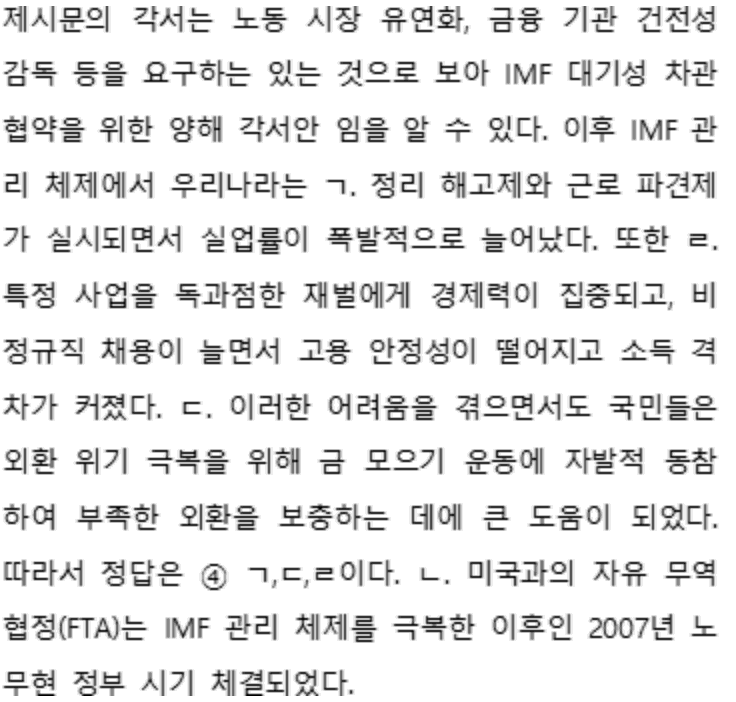 제시문의 각서는 노동 시장 유연화, 금융 기관 건전성
감독 등을 요구하는 있는 것으로 보아 IMF 대기성 차관
협약을 위한 양해 각서안 임을 알 수 있다. 이후 IMF 관
리 체제에서 우리나라는 ㄱ. 정리 해고제와 근로 파견제
가 실시되면서 실업률이 폭발적으로 늘어났다. 또한 ㄹ.
특정 사업을 독과점한 재벌에게 경제력이 집중되고, 비
정규직 채용이 늘면서 고용 안정성이 떨어지고 소득 격
차가 커졌다. ㄷ. 이러한 어려움을 겪으면서도 국민들은
외환 위기 극복을 위해 금 모으기 운동에 자발적 동참
하여 부족한 외환을 보충하는 데에 큰 도움이 되었다.
따라서 정답은 ④ ㄱ,ㄷ,ㄹ이다. ㄴ. 미국과의 자유 무역
협정(FTA)는 IMF 관리 체제를 극복한 이후인 2007년 노
무현 정부 시기 체결되었다.